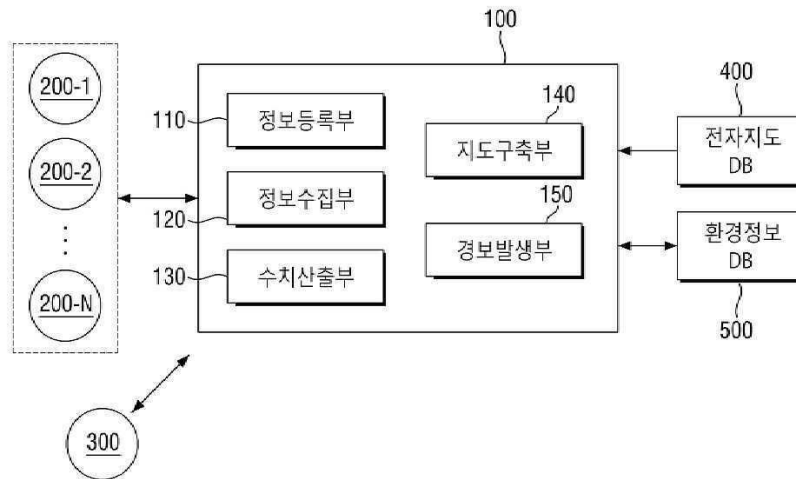 100
200-1
200-2
200-N
110
정보등록부
120
정보수집부
130
수치산출부
140
지도구축부
150
경보발생부
400
전자지도
DB
환경정보
DB
500
300